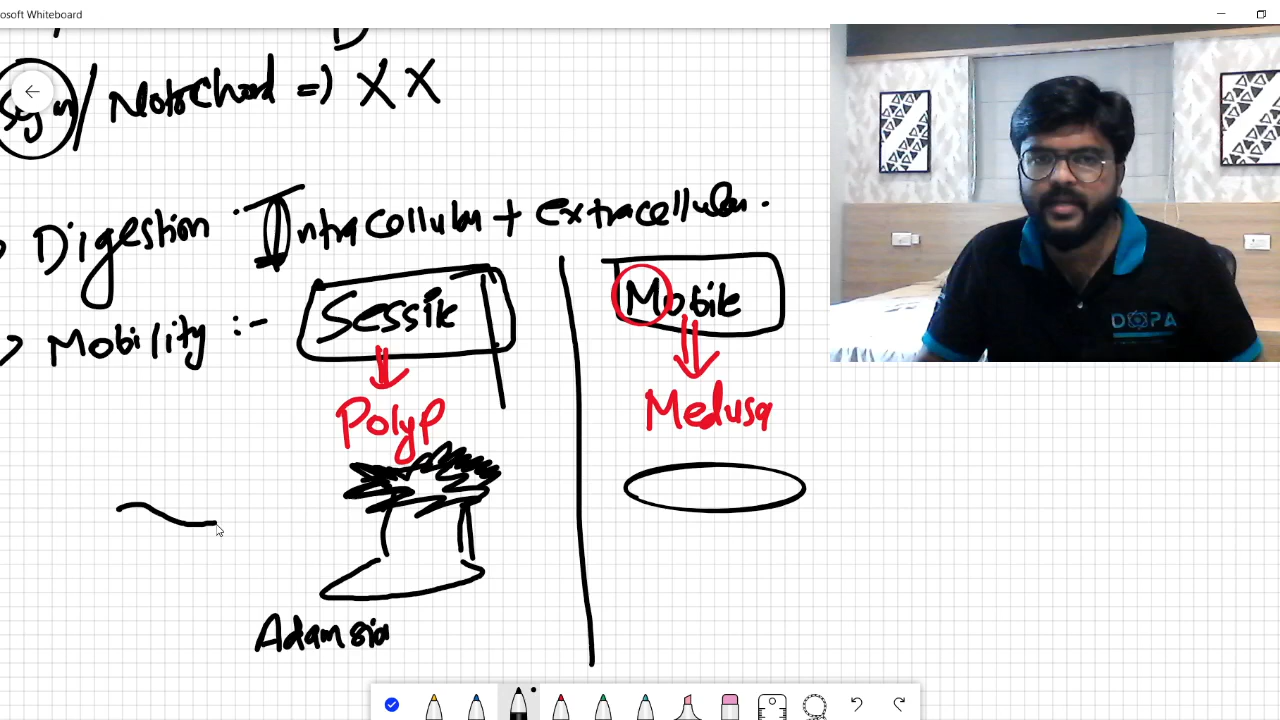 osoft Whiteboard
/ Notochord => X X
Digestion : Intracellular + extracellular.
Mobility :- Sessile Mobile
Polyp Medusa
Adamsia
DOPA